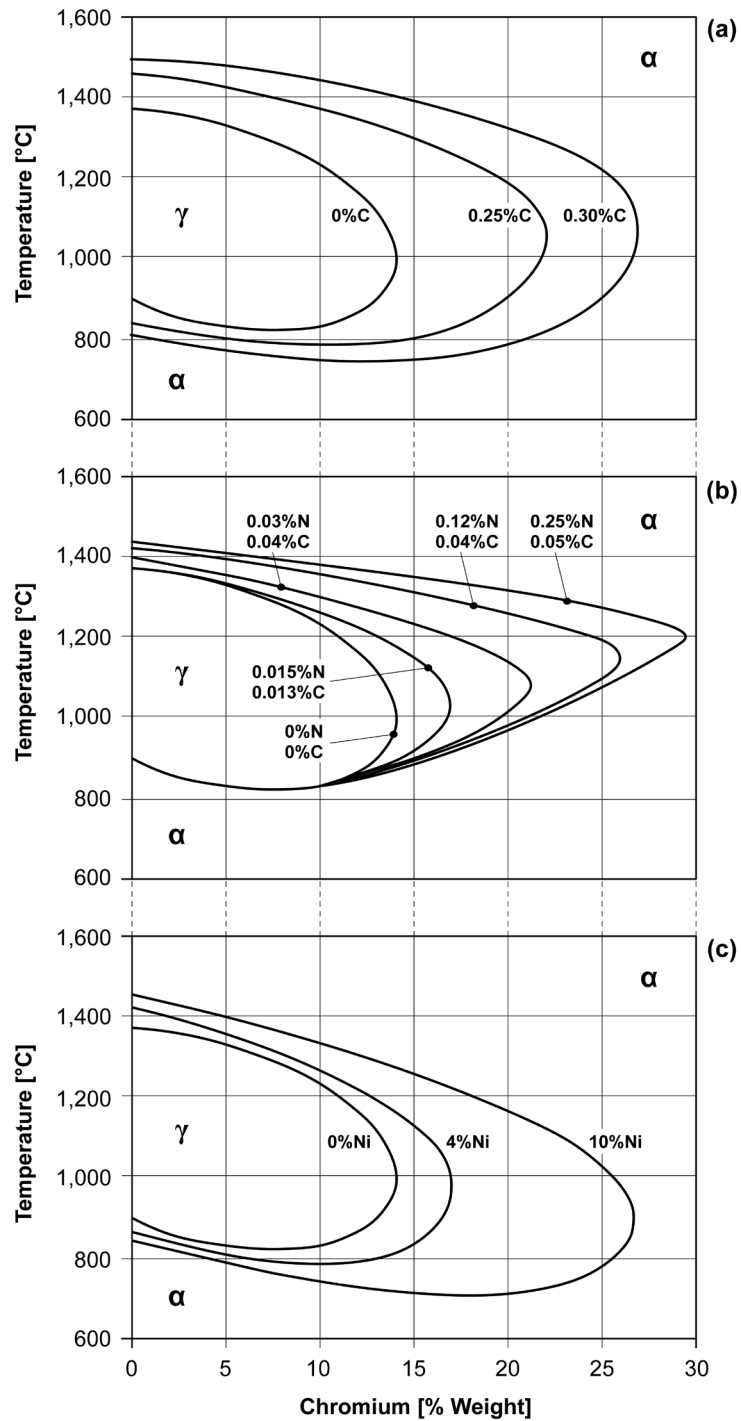 (a)
Temperature [°C]
1,600
1,400
1,200
1,000
800
600
α
γ
0%C
0.25%C
0.30%C
α
(b)
Temperature [°C]
1,600
1,400
1,200
1,000
800
600
α
0.03%N
0.04%C
0.12%N
0.04%C
0.25%N
0.05%C
γ
0.015%N
0.013%C
0%N
0%C
α
(c)
Temperature [°C]
1,600
1,400
1,200
1,000
800
600
α
γ
0%Ni
4%Ni
10%Ni
α
0 5 10 15 20 25 30
Chromium [% Weight]